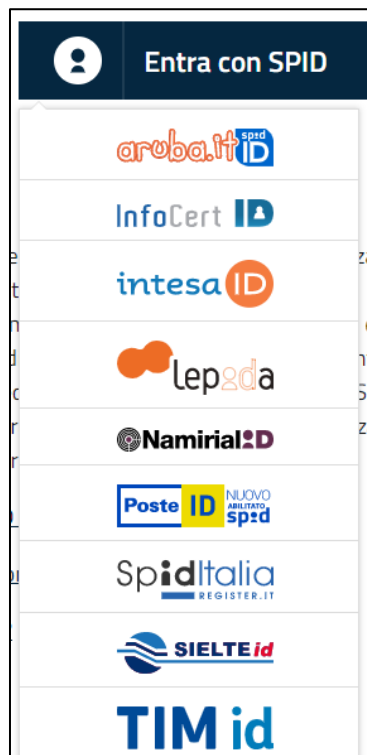 Entra con SPID
aruba.it spid ID
InfoCert ID
intesa ID
Lepida
Namirial ID
Poste ID NUOVO ABILITATO spid
SpidItalia
REGISTER.IT
SIELTE id
TIM id